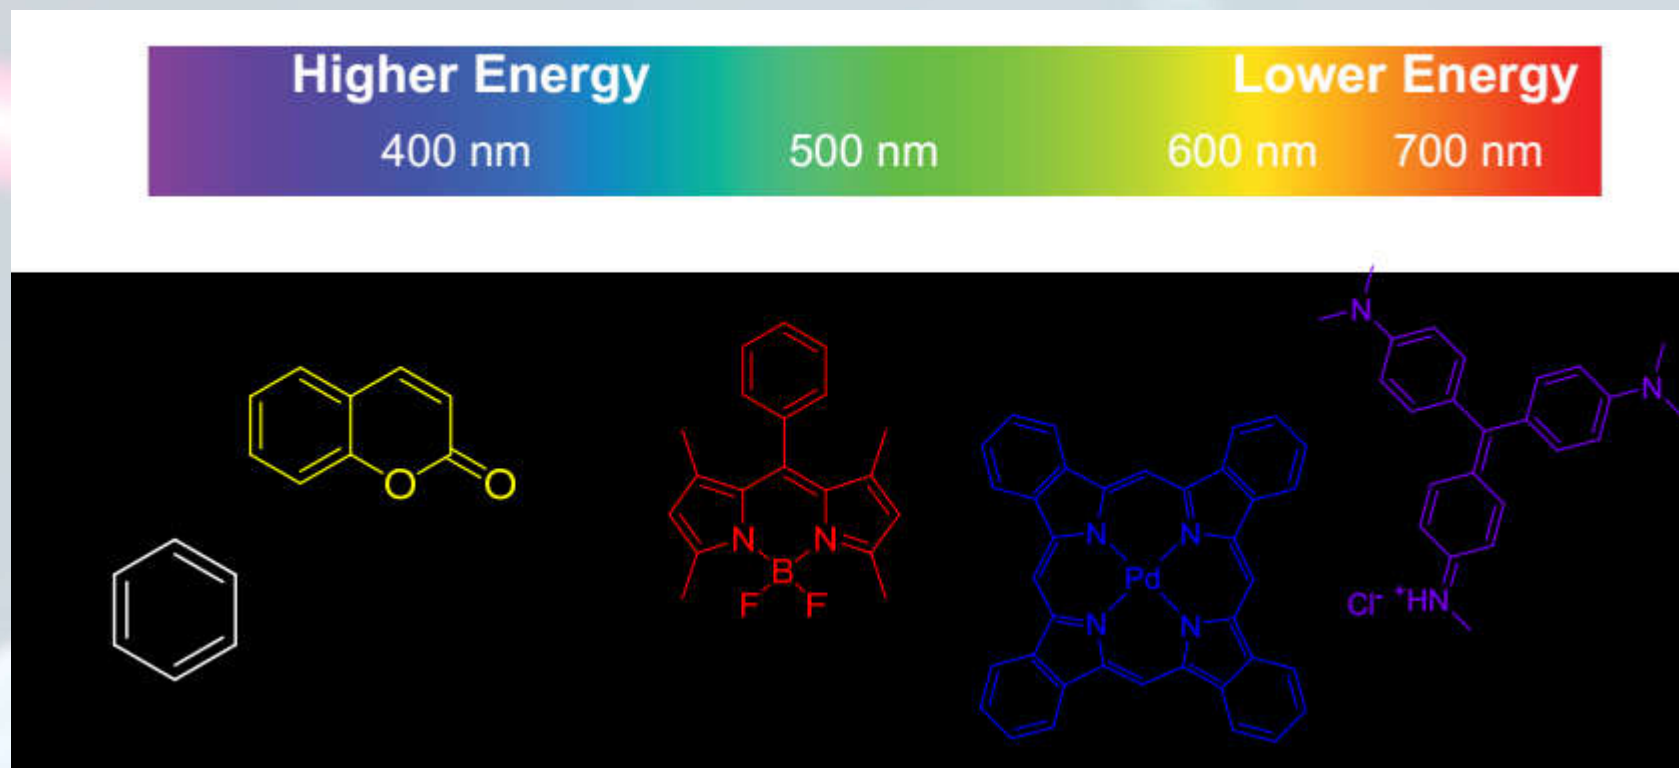 Higher Energy
Lower Energy
400 nm
500 nm
600 nm
700 nm
N
N
O
O
N
N
B
F
F
N
N
Pd
N
N
Cl⁻ ⁺HN